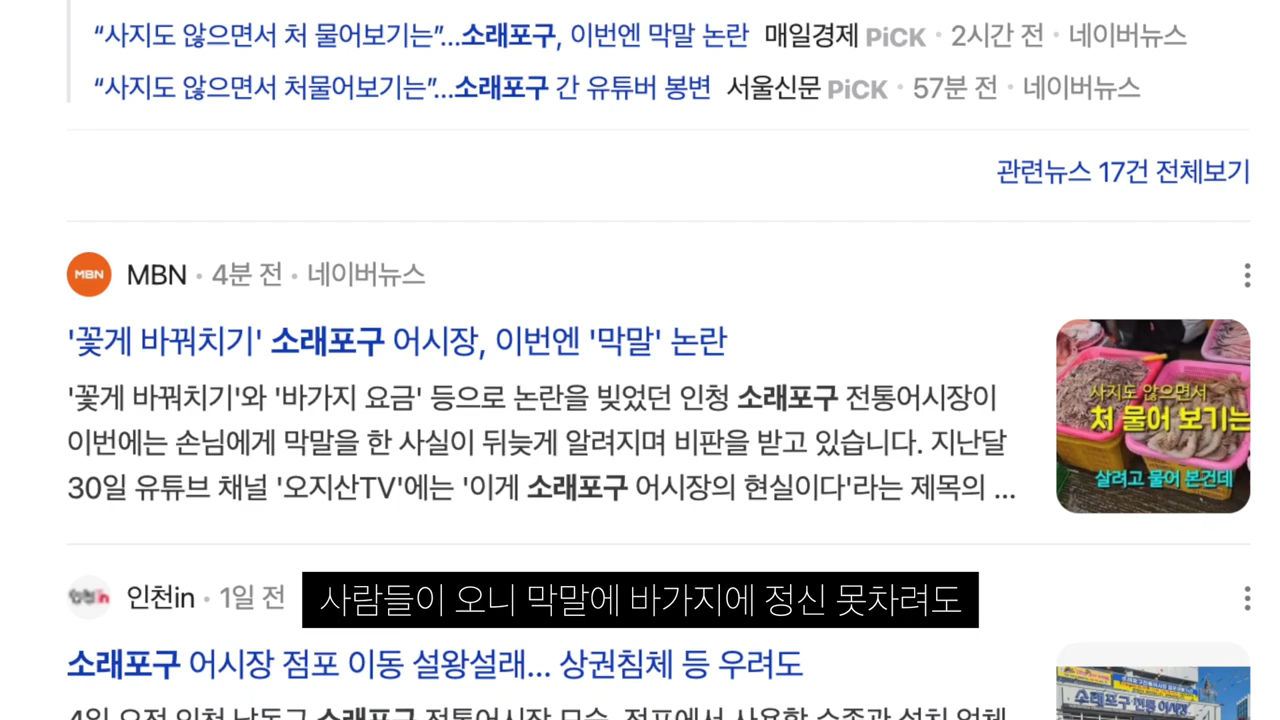 “사지도 않으면서 처 물어보기는”...소래포구, 이번엔 막말 논란 매일경제 PiCK · 2시간 전 · 네이버뉴스
“사지도 않으면서 처물어보기는”...소래포구 간 유튜버 봉변 서울신문 PiCK · 57분 전 · 네이버뉴스
관련뉴스 17건 전체보기
MBN MBN · 4분 전 · 네이버뉴스
'꽃게 바꿔치기' 소래포구 어시장, 이번엔 '막말' 논란
'꽃게 바꿔치기'와 '바가지 요금' 등으로 논란을 빚었던 인청 소래포구 전통어시장이
이번에는 손님에게 막말을 한 사실이 뒤늦게 알려지며 비판을 받고 있습니다. 지난달
30일 유튜브 채널 '오지산TV'에는 '이게 소래포구 어시장의 현실이다'라는 제목의 ...
사지도 않으면서
처 물어 보기는
살려고 물어 본건데
인천in · 1일 전
사람들이 오니 막말에 바가지에 정신 못차려도
소래포구 어시장 점포 이동 설왕설래... 상권침체 등 우려도
소래포구 전통 어시장